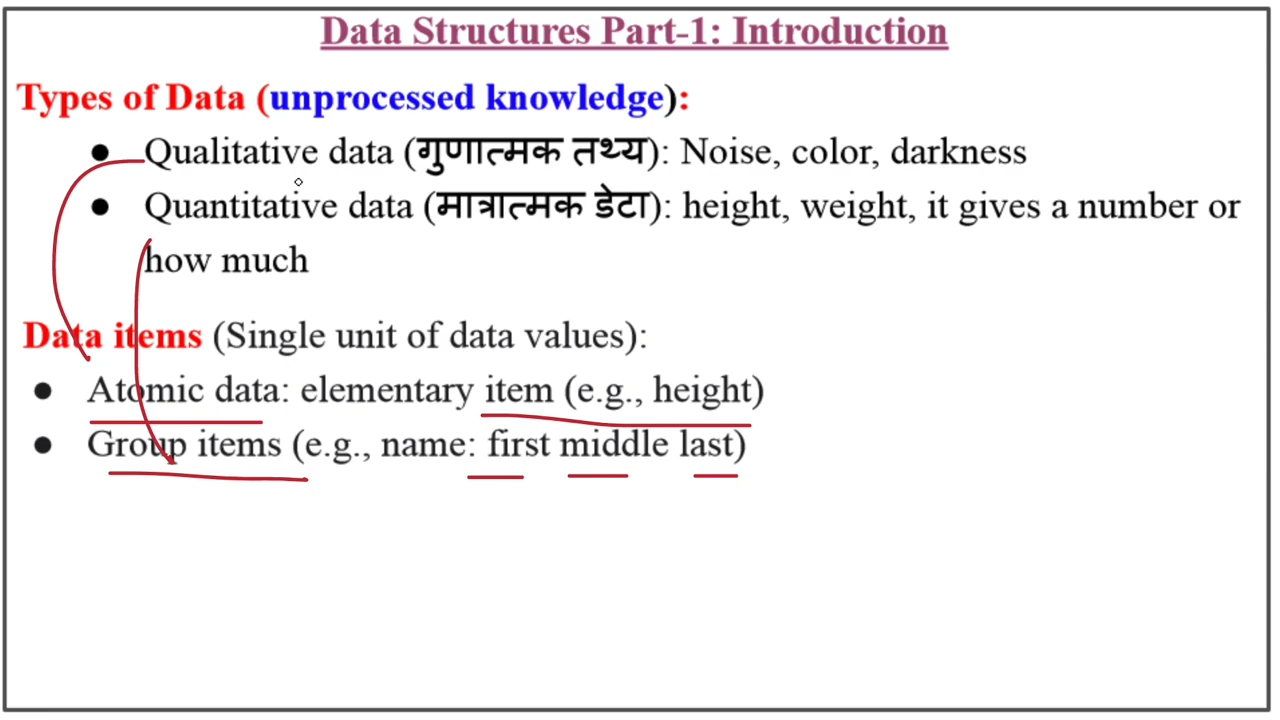 Data Structures Part-1: Introduction
Types of Data (unprocessed knowledge):
● Qualitative data (गुणात्मक तथ्य): Noise, color, darkness
● Quantitative data (मात्रात्मक डेटा): height, weight, it gives a number or
how much
Data items (Single unit of data values):
● Atomic data: elementary item (e.g., height)
● Group items (e.g., name: first middle last)